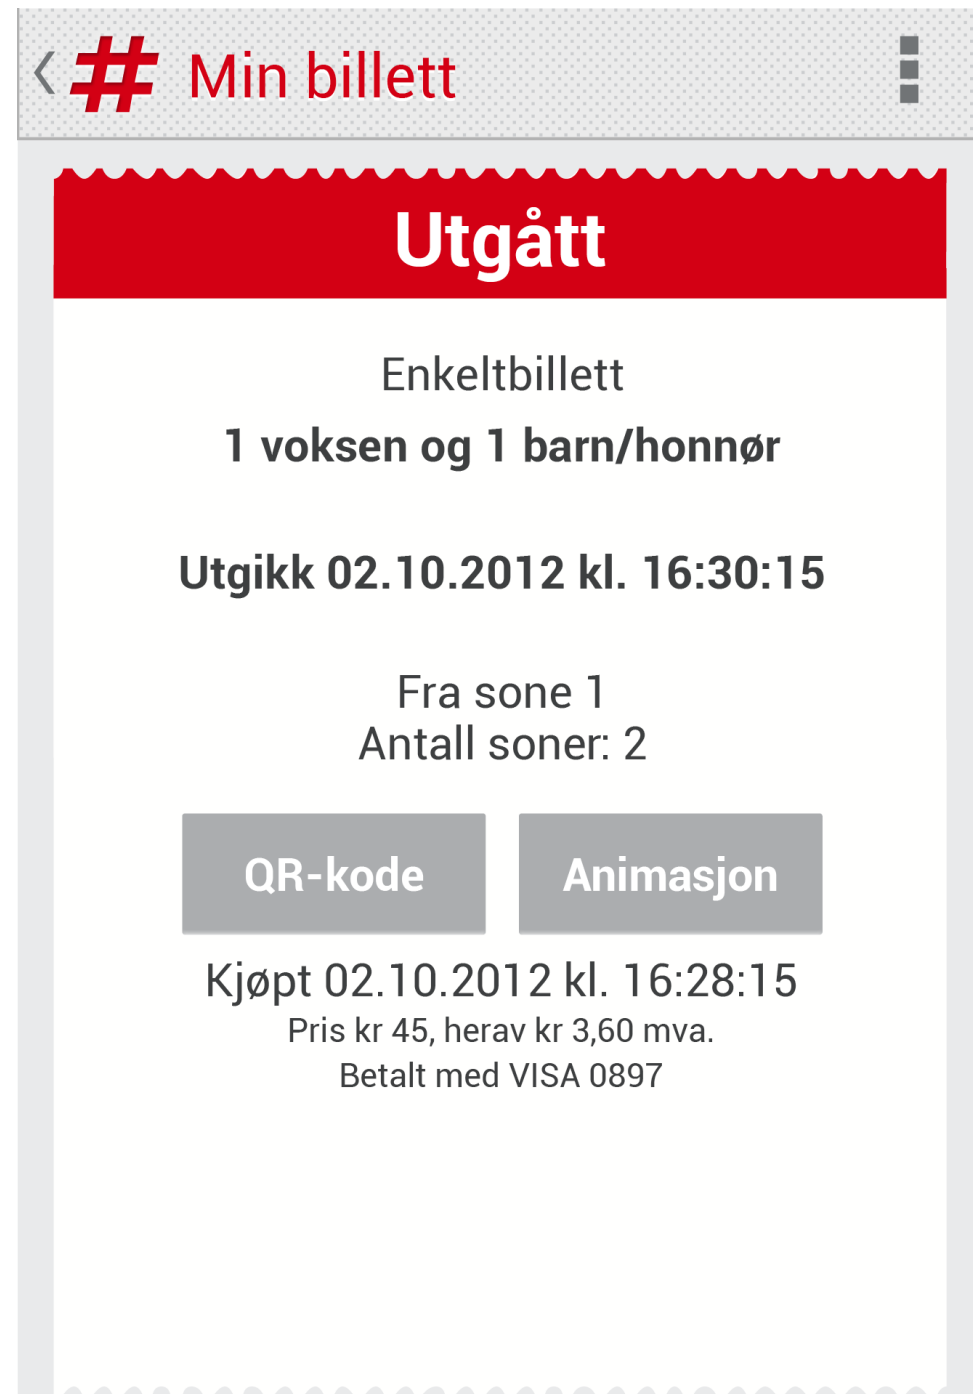 # Min billett
Utgått
Enkeltbillett
1 voksen og 1 barn/honnør
Utgikk 02.10.2012 kl. 16:30:15
Fra sone 1
Antall soner: 2
QR-kode
Animasjon
Kjøpt 02.10.2012 kl. 16:28:15
Pris kr 45, herav kr 3,60 mva.
Betalt med VISA 0897